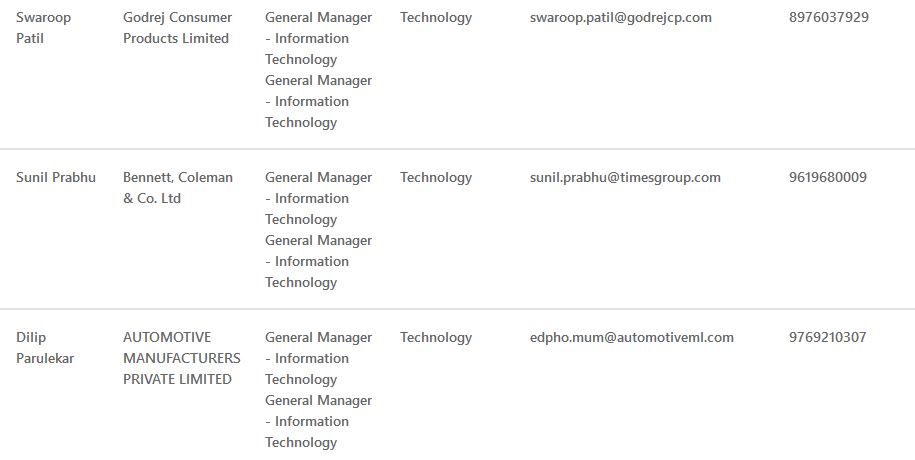 Swaroop Patil	Godrej Consumer Products Limited	General Manager - Information Technology General Manager - Information Technology	Technology	swaroop.patil@godrejcp.com	8976037929
Sunil Prabhu	Bennett, Coleman & Co. Ltd	General Manager - Information Technology General Manager - Information Technology	Technology	sunil.prabhu@timesgroup.com	9619680009
Dilip Parulekar	AUTOMOTIVE MANUFACTURERS PRIVATE LIMITED	General Manager - Information Technology General Manager - Information Technology	Technology	edpho.mum@automotiveml.com	9769210307